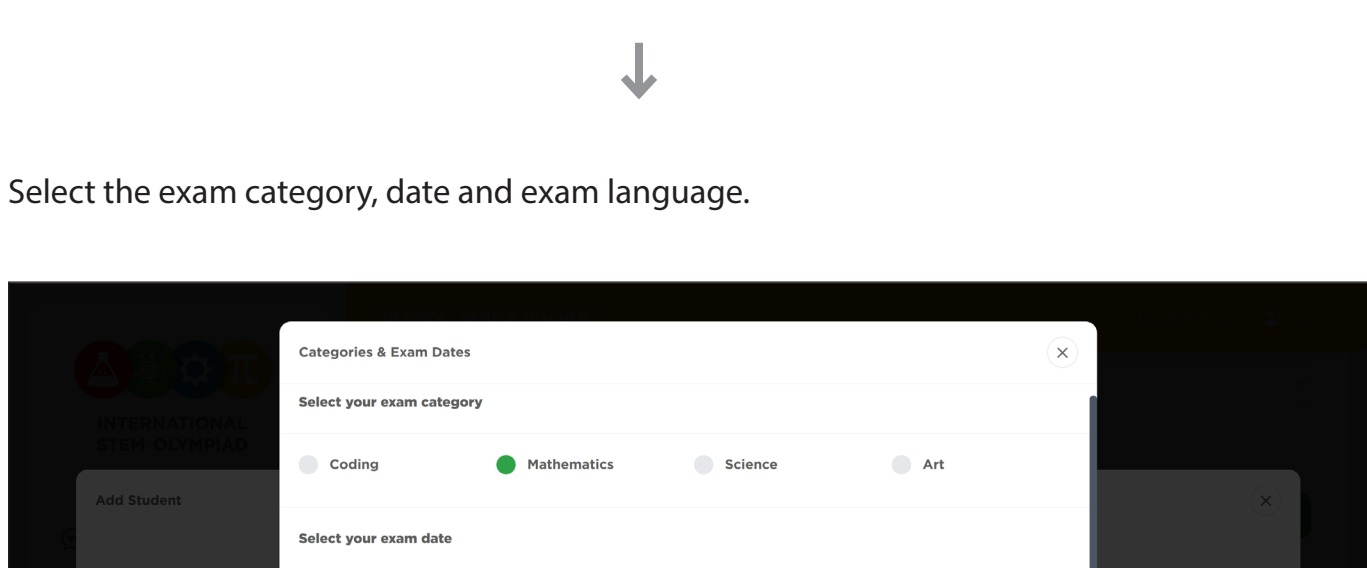 Select the exam category, date and exam language.
Categories & Exam Dates
Select your exam category
INTERNATIONAL
STEM OLYMPIAD
Coding Mathematics Science Art
Add Student
Select your exam date